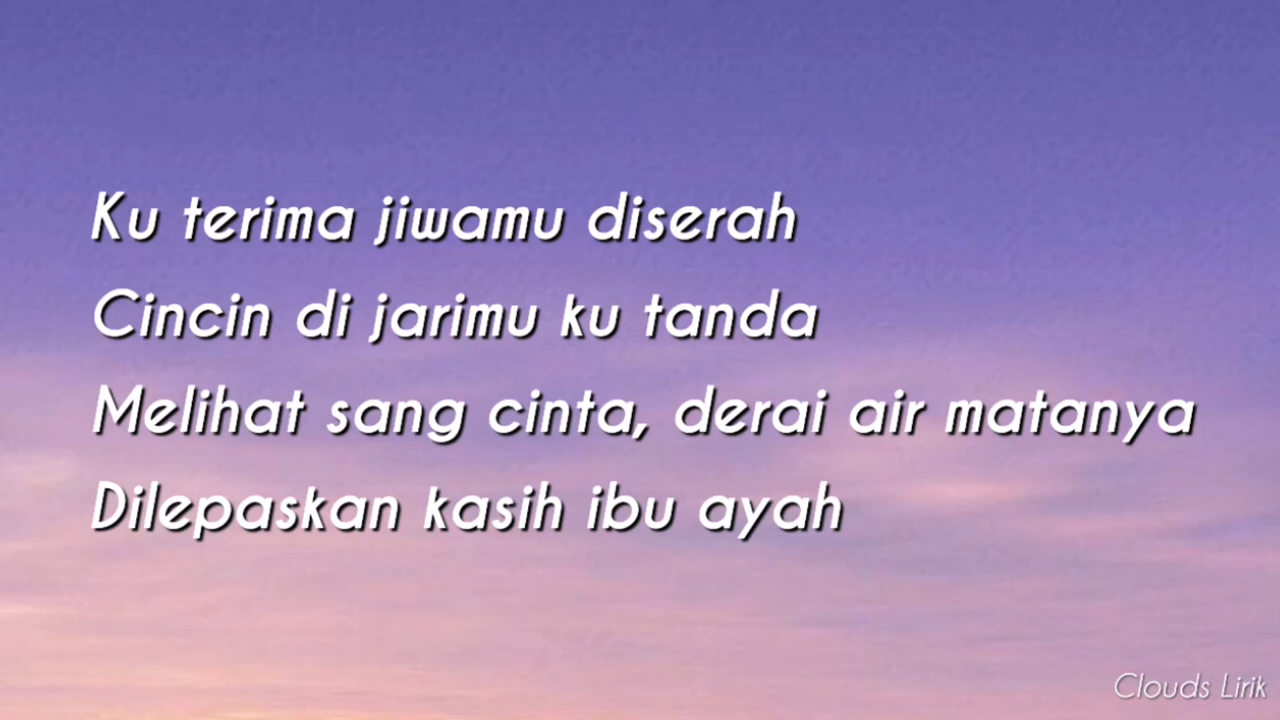 Ku terima jiwamu diserah
Cincin di jarimu ku tanda
Melihat sang cinta, derai air matanya
Dilepaskan kasih ibu ayah
Clouds Lirik